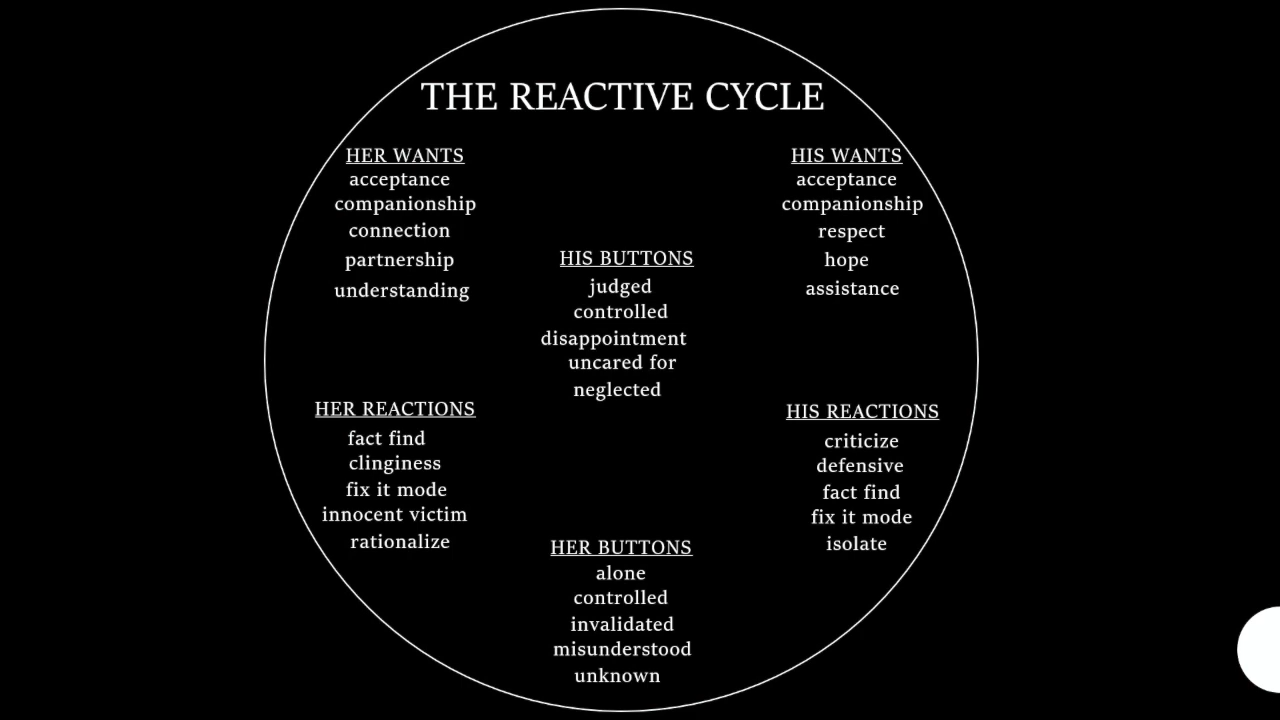 THE REACTIVE CYCLE
HER WANTS
acceptance
companionship
connection
partnership
understanding
HIS WANTS
acceptance
companionship
respect
hope
assistance
HIS BUTTONS
judged
controlled
disappointment
uncared for
neglected
HER REACTIONS
fact find
clinginess
fix it mode
innocent victim
rationalize
HIS REACTIONS
criticize
defensive
fact find
fix it mode
isolate
HER BUTTONS
alone
controlled
invalidated
misunderstood
unknown